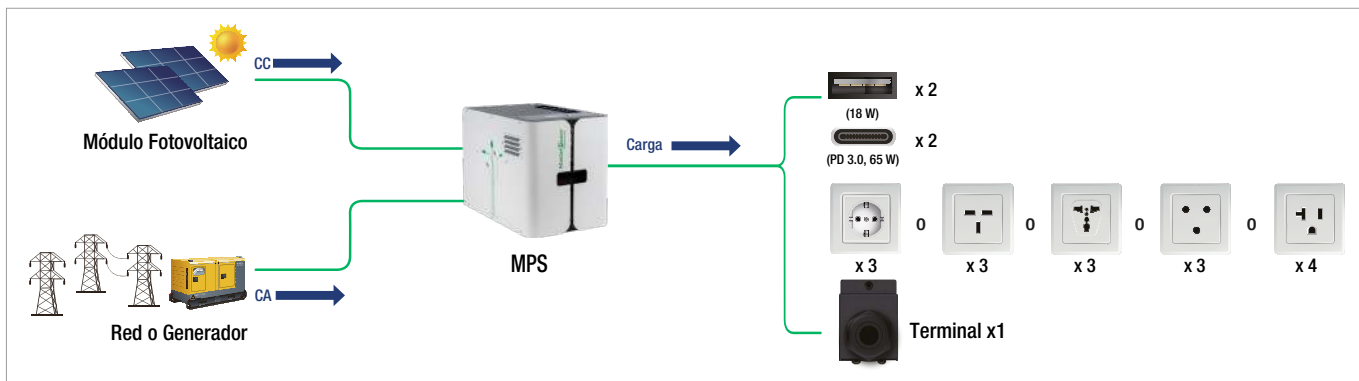 CC
Módulo Fotovoltaico
Carga
MPS
CA
Red o Generador
x 2
(18 W)
x 2
(PD 3.0, 65 W)
o o o o
x 3 x 3 x 3 x 3 x 4
Terminal x1